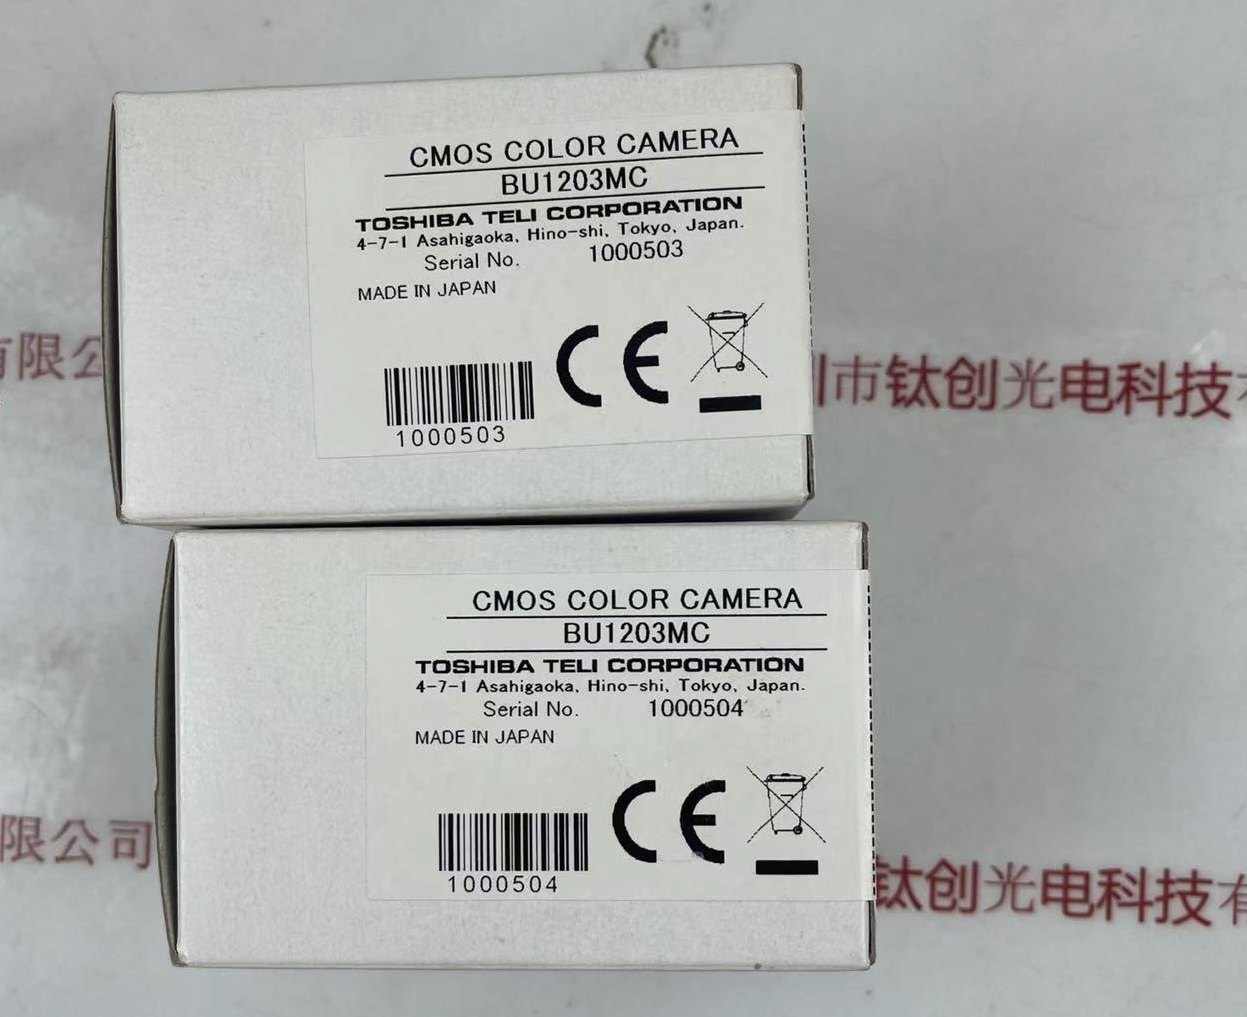 CMOS COLOR CAMERA
BU1203MC
TOSHIBA TELI CORPORATION
4-7-1 Asahigaoka, Hino-shi, Tokyo, Japan.
Serial No. 1000503
MADE IN JAPAN
CE
1000503
有限公
圳市钛创光电科技有
CMOS COLOR CAMERA
BU1203MC
TOSHIBA TELI CORPORATION
4-7-1 Asahigaoka, Hino-shi, Tokyo, Japan.
Serial No. 1000504
MADE IN JAPAN
CE
1000504
限公司
钛创光电科技有